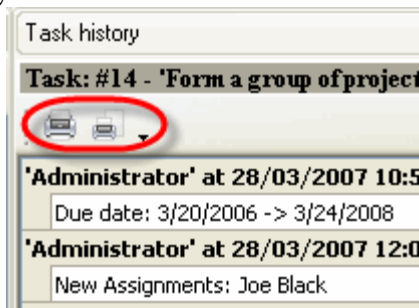 Task history
Task: #14 - 'Form a group of project
'Administrator' at 28/03/2007 10:5
Due date: 3/20/2006 -> 3/24/2008
'Administrator' at 28/03/2007 12:0
New Assignments: Joe Black